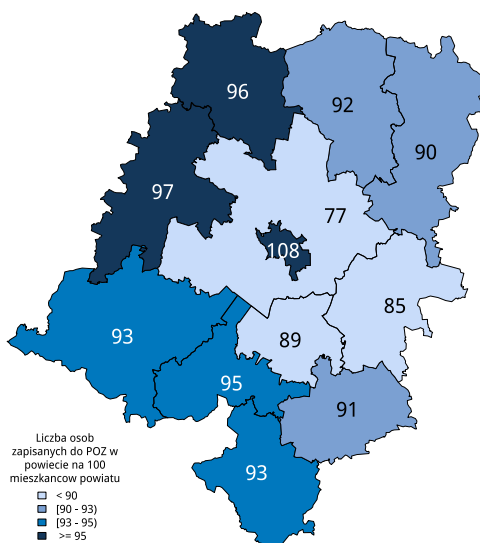 96
92
90
97
77
108
85
93
89
95
91
93
Liczba osob
zapisanych do POZ w
powiecie na 100
mieszkancow powiatu
< 90
[90 - 93)
[93 - 95)
>= 95